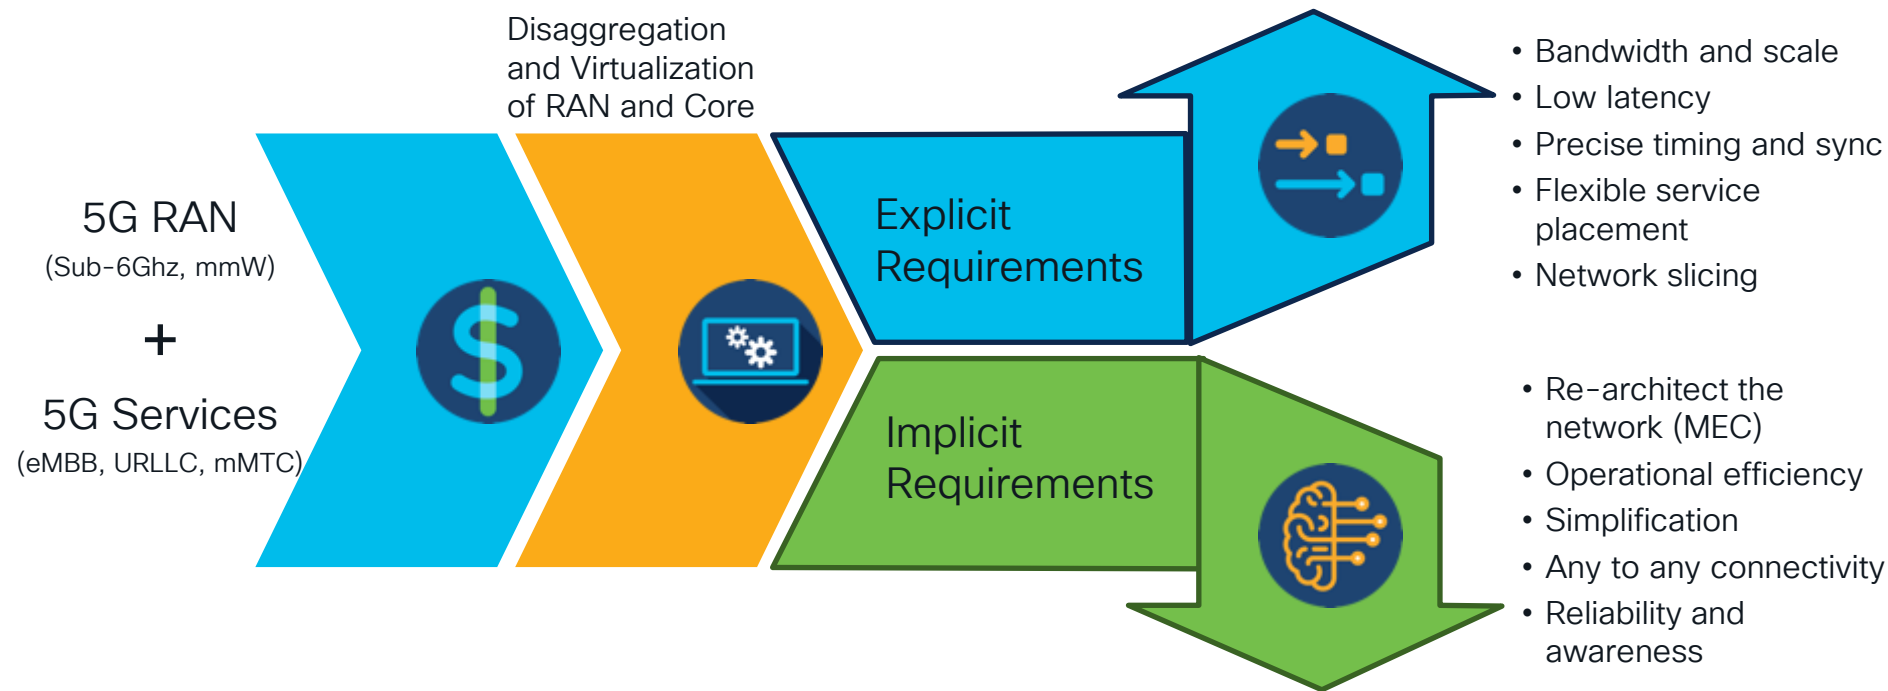 Disaggregation
and Virtualization
of RAN and Core
5G RAN
(Sub-6Ghz, mmW)
+
5G Services
(eMBB, URLLC, mMTC)
Explicit
Requirements
Implicit
Requirements
• Bandwidth and scale
• Low latency
• Precise timing and sync
• Flexible service
placement
• Network slicing
• Re-architect the
network (MEC)
• Operational efficiency
• Simplification
• Any to any connectivity
• Reliability and
awareness